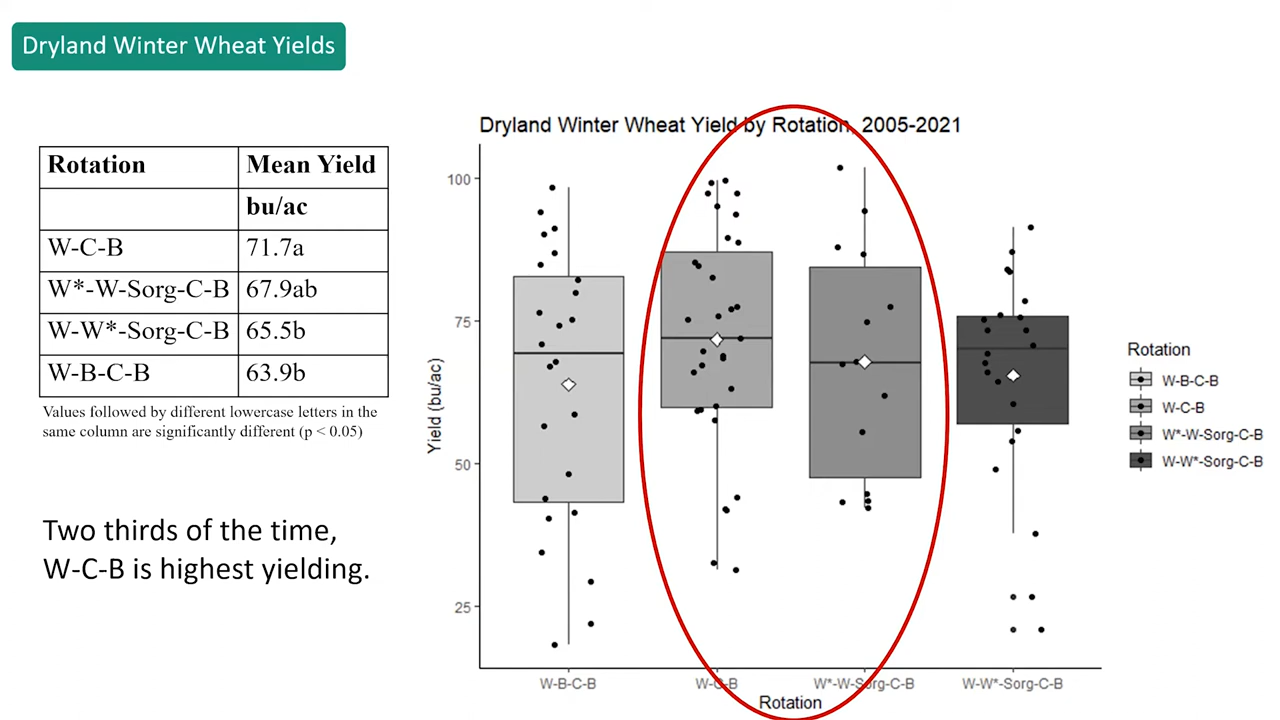 Dryland Winter Wheat Yields
Rotation Mean Yield
bu/ac
W-C-B 71.7a
W*-W-Sorg-C-B 67.9ab
W-W*-Sorg-C-B 65.5b
W-B-C-B 63.9b
Values followed by different lowercase letters in the
same column are significantly different (p < 0.05)
Two thirds of the time,
W-C-B is highest yielding.
Dryland Winter Wheat Yield by Rotation, 2005-2021
Yield (bu/ac)
100
75
50
25
W-B-C-B W-C-B W*-W-Sorg-C-B W-W*-Sorg-C-B
Rotation
Rotation
W-B-C-B
W-C-B
W*-W-Sorg-C-B
W-W*-Sorg-C-B